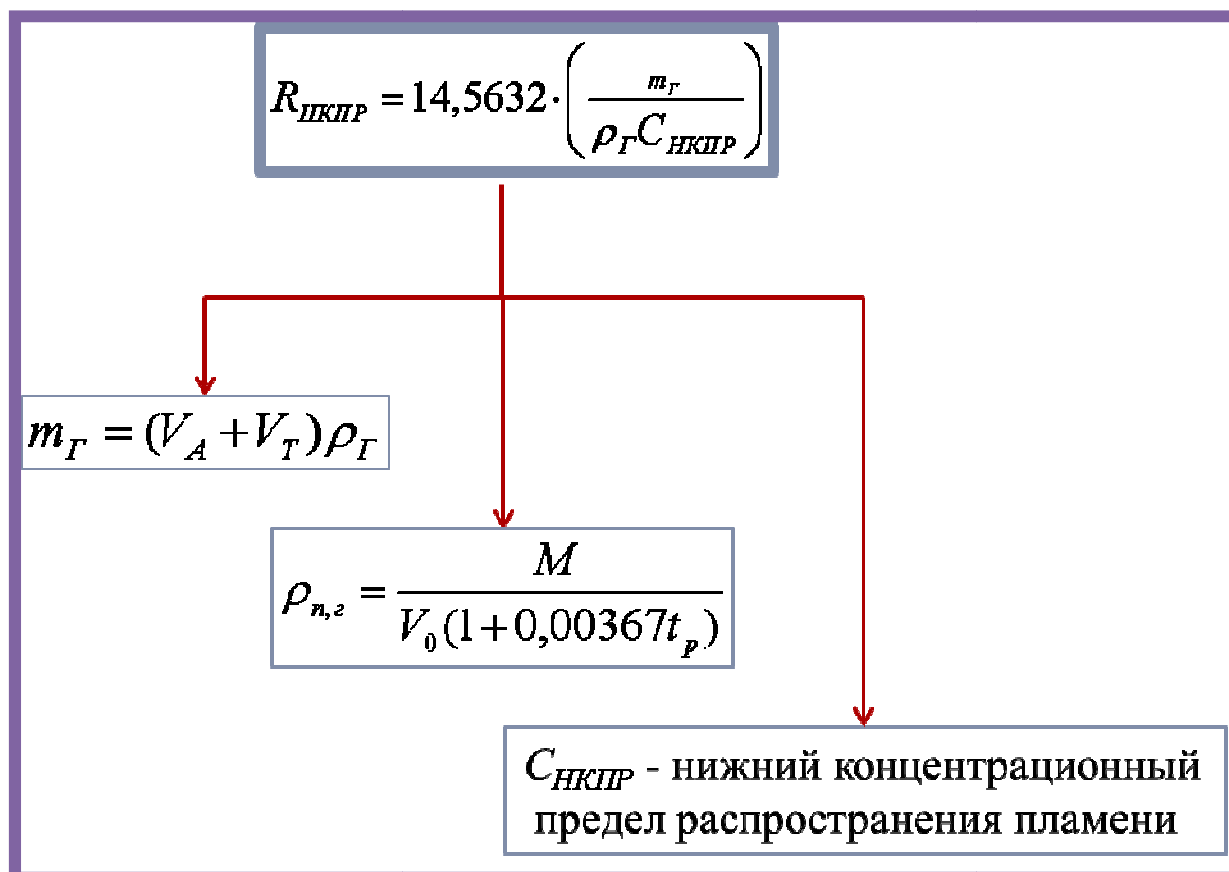 R_НКПР = 14,5632 · (m_Г / ρ_Г C_НКПР)
m_Г = (V_A + V_T)ρ_Г
ρ_п,г = M / V_0(1 + 0,00367t_p)
C_НКПР - нижний концентрационный
предел распространения пламени